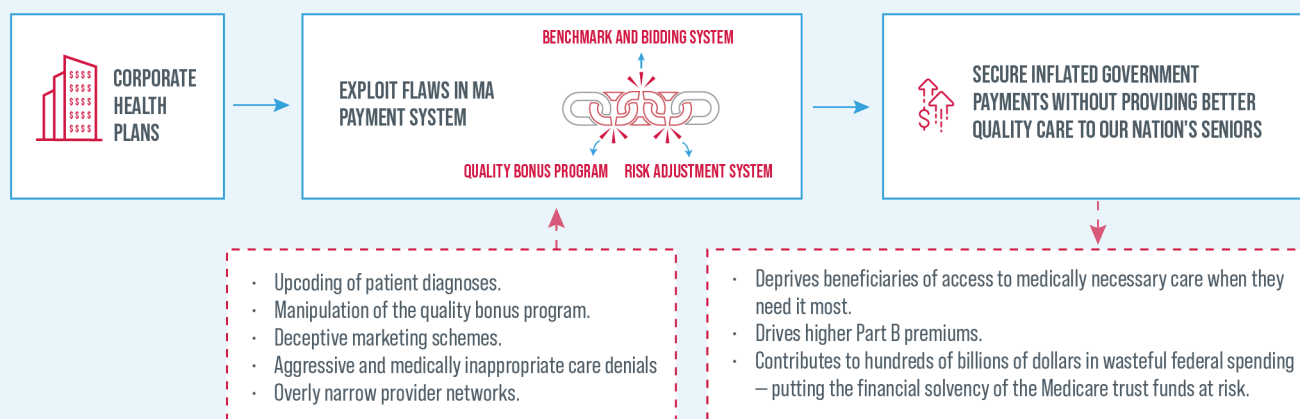 CORPORATE
HEALTH
PLANS
EXPLOIT FLAWS IN MA
PAYMENT SYSTEM
BENCHMARK AND BIDDING SYSTEM
QUALITY BONUS PROGRAM
RISK ADJUSTMENT SYSTEM
$$$$
$$$$
$$$$
$$$$
$$$$
$
SECURE INFLATED GOVERNMENT
PAYMENTS WITHOUT PROVIDING BETTER
QUALITY CARE TO OUR NATION'S SENIORS
· Upcoding of patient diagnoses.
· Manipulation of the quality bonus program.
· Deceptive marketing schemes.
· Aggressive and medically inappropriate care denials
· Overly narrow provider networks.
· Deprives beneficiaries of access to medically necessary care when they
need it most.
· Drives higher Part B premiums.
· Contributes to hundreds of billions of dollars in wasteful federal spending
— putting the financial solvency of the Medicare trust funds at risk.